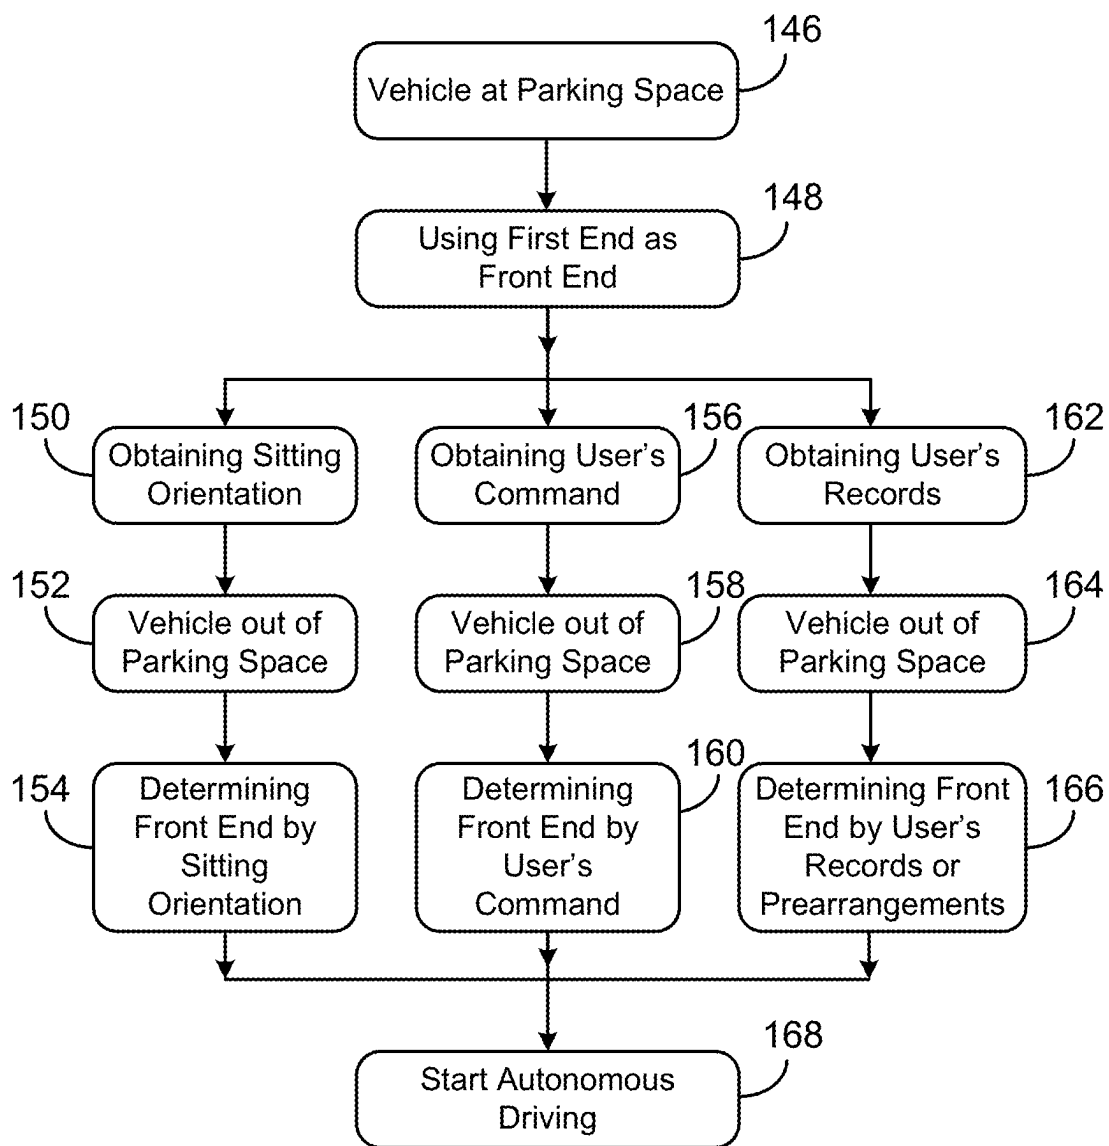 146
Vehicle at Parking Space
148
Using First End as
Front End
150
Obtaining Sitting
Orientation
156
Obtaining User's
Command
162
Obtaining User's
Records
152
Vehicle out of
Parking Space
158
Vehicle out of
Parking Space
164
Vehicle out of
Parking Space
154
Determining
Front End by
Sitting
Orientation
160
Determining
Front End by
User's
Command
166
Determining Front
End by User's
Records or
Prearrangements
168
Start Autonomous
Driving